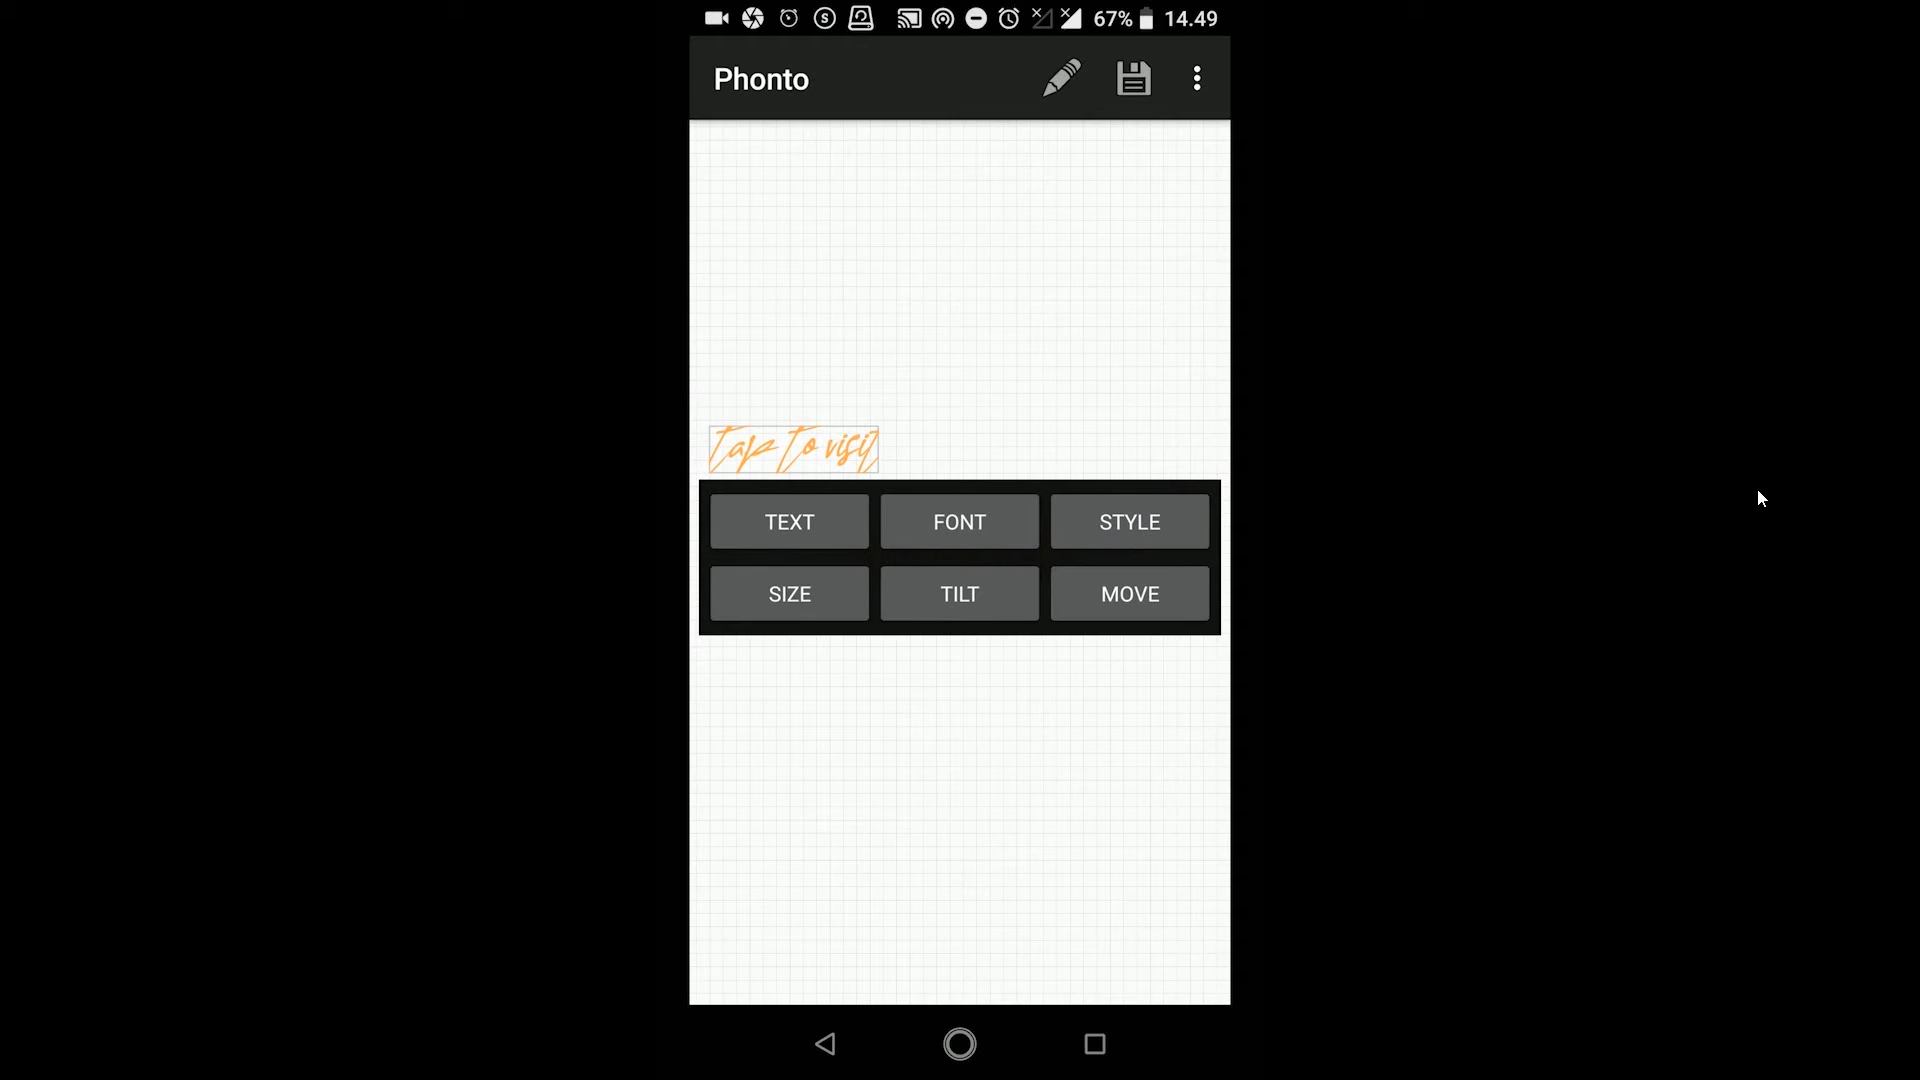 67% 14.49
Phonto
Tap To visit
TEXT FONT STYLE
SIZE TILT MOVE